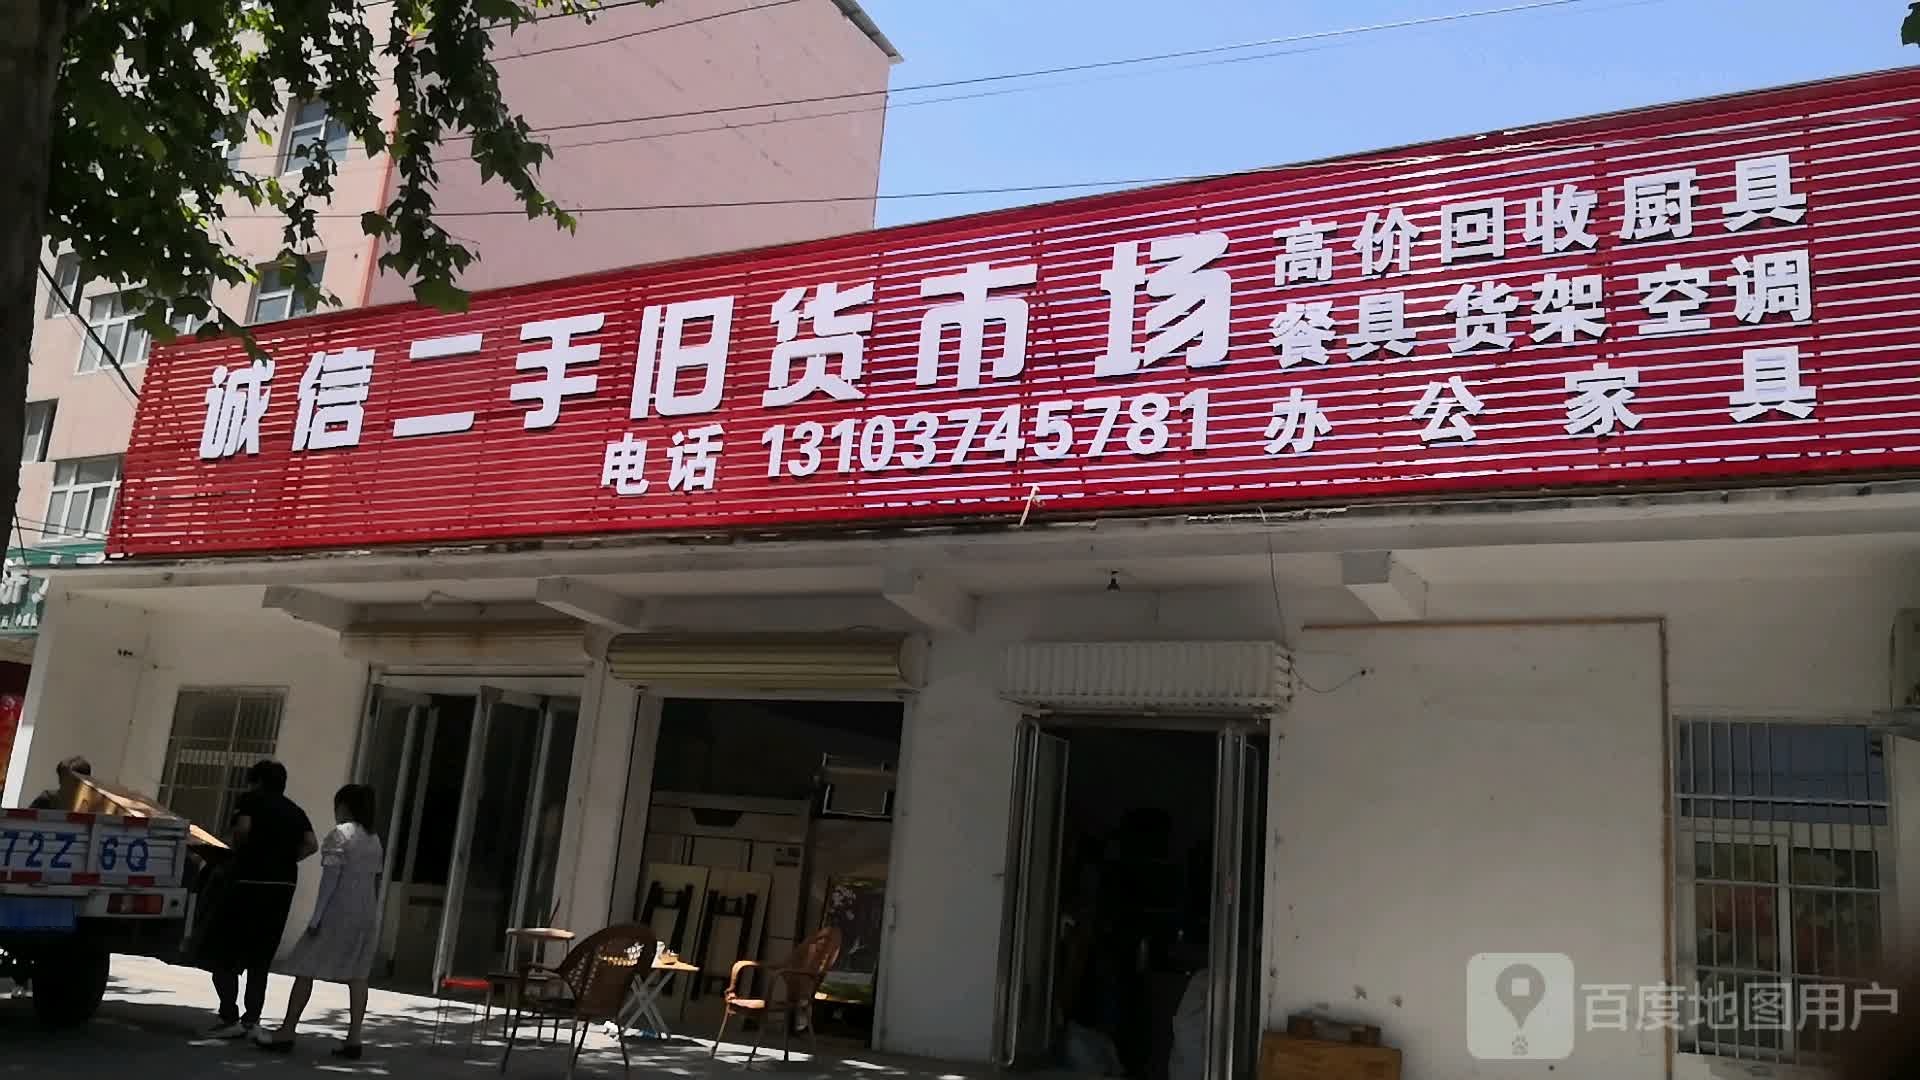 诚信二手旧货市场
电话 13103745781
高价回收厨具
餐具货架空调
办公家具
72Z 6Q
百度地图用户